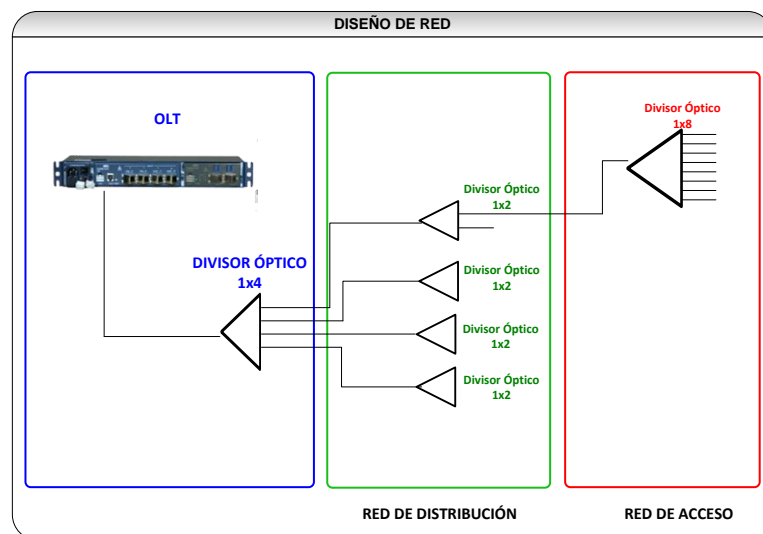 DISEÑO DE RED
OLT
DIVISOR ÓPTICO
1x4
Divisor Óptico
1x2
Divisor Óptico
1x2
Divisor Óptico
1x2
Divisor Óptico
1x2
Divisor Óptico
1x8
RED DE DISTRIBUCIÓN
RED DE ACCESO